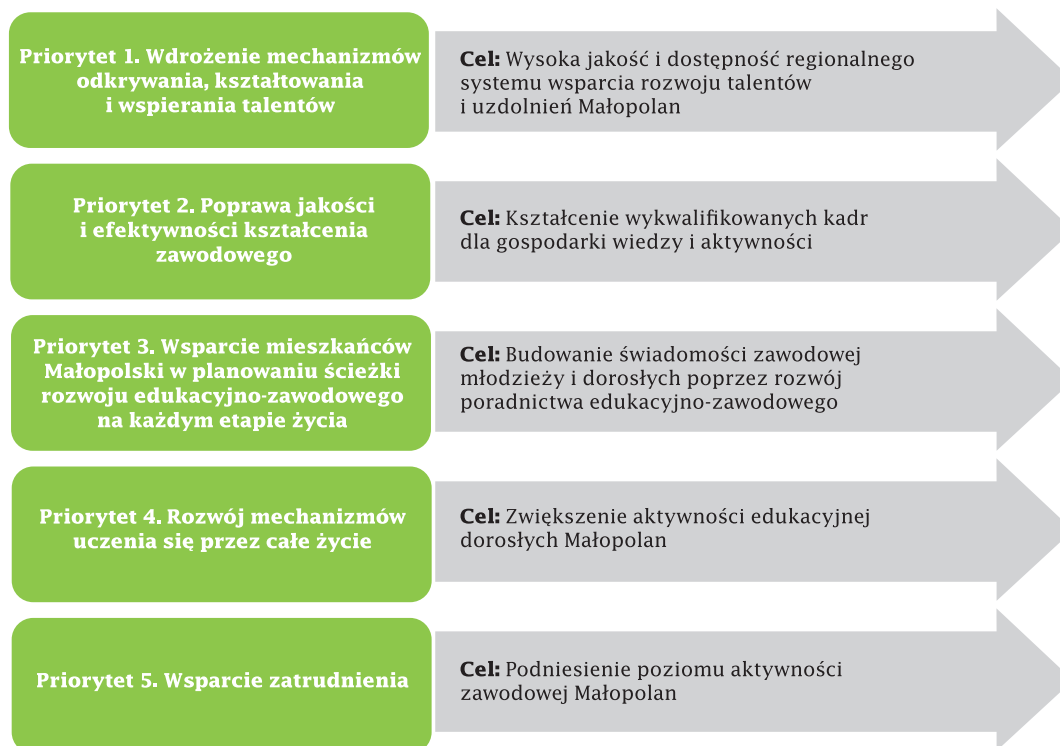 Priorytet 1. Wdrożenie mechanizmów
odkrywania, kształtowania
i wspierania talentów
Cel: Wysoka jakość i dostępność regionalnego
systemu wsparcia rozwoju talentów
i uzdolnień Małopolan
Priorytet 2. Poprawa jakości
i efektywności kształcenia
zawodowego
Cel: Kształcenie wykwalifikowanych kadr
dla gospodarki wiedzy i aktywności
Priorytet 3. Wsparcie mieszkańców
Małopolski w planowaniu ścieżki
rozwoju edukacyjno-zawodowego
na każdym etapie życia
Cel: Budowanie świadomości zawodowej
młodzieży i dorosłych poprzez rozwój
poradnictwa edukacyjno-zawodowego
Priorytet 4. Rozwój mechanizmów
uczenia się przez całe życie
Cel: Zwiększenie aktywności edukacyjnej
dorosłych Małopolan
Priorytet 5. Wsparcie zatrudnienia
Cel: Podniesienie poziomu aktywności
zawodowej Małopolan